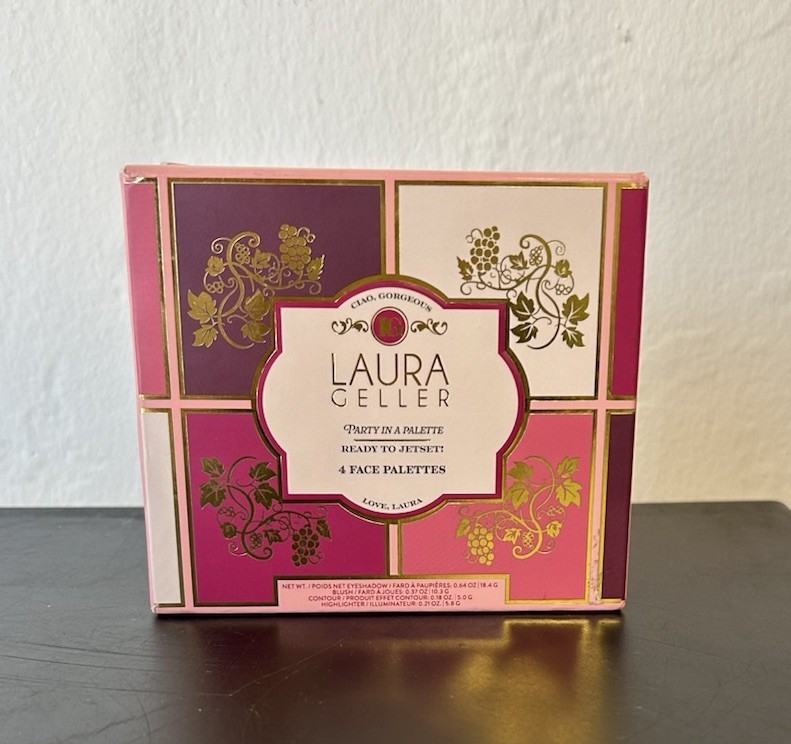 CIAO, GORGEOUS
LG
LAURA
GELLER
PARTY IN A PALETTE
READY TO JETSET!
4 FACE PALETTES
LOVE, LAURA
NET WT. / POIDS NET EYESHADOW / FARD À PAUPIÈRES: 0.64 OZ | 18.4 G
BLUSH / FARD À JOUES: 0.37 OZ | 10.3 G
CONTOUR / PRODUIT EFFET CONTOUR: 0.18 OZ. | 5.0 G
HIGHLIGHTER / ILLUMINATEUR: 0.21 OZ. | 5.8 G